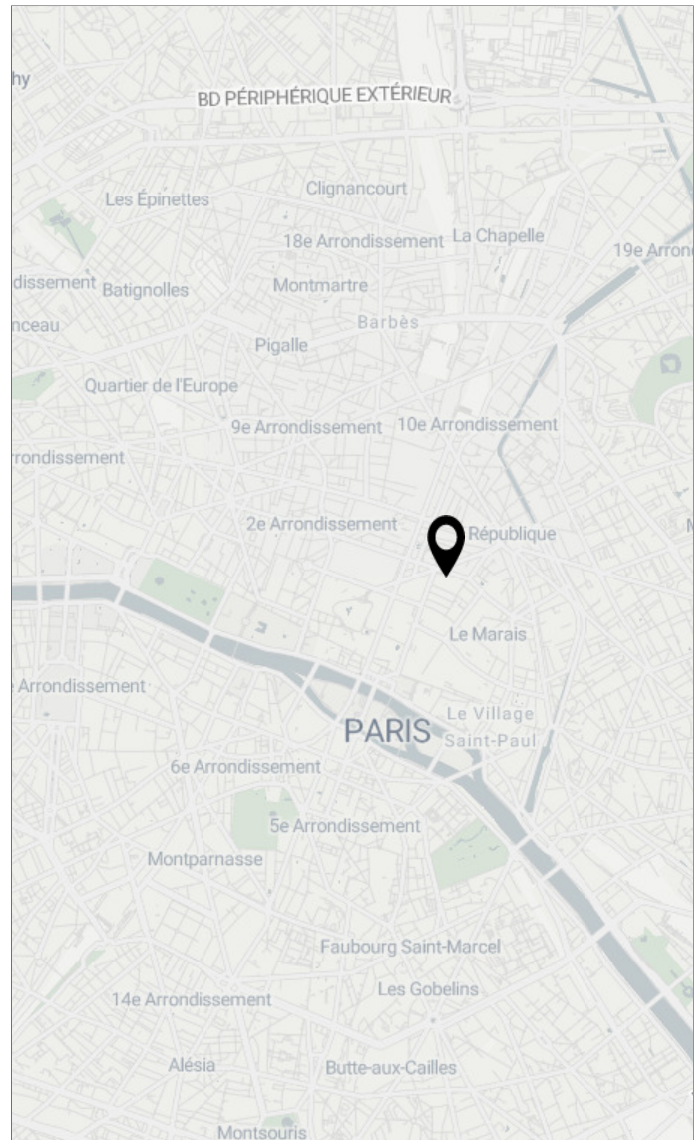 hy
BD PÉRIPHÉRIQUE EXTÉRIEUR
Clignancourt
Les Épinettes
18e Arrondissement
La Chapelle
19e Arron
dissement
Batignolles
Montmartre
nceau
Barbès
Pigalle
Quartier de l'Europe
9e Arrondissement
10e Arrondissement
rrondissement
2e Arrondissement
République
Le Marais
Arrondissement
Le Village
Saint-Paul
PARIS
6e Arrondissement
5e Arrondissement
Montparnasse
Faubourg Saint-Marcel
Les Gobelins
14e Arrondissement
Alésia
Butte-aux-Cailles
Montsouris